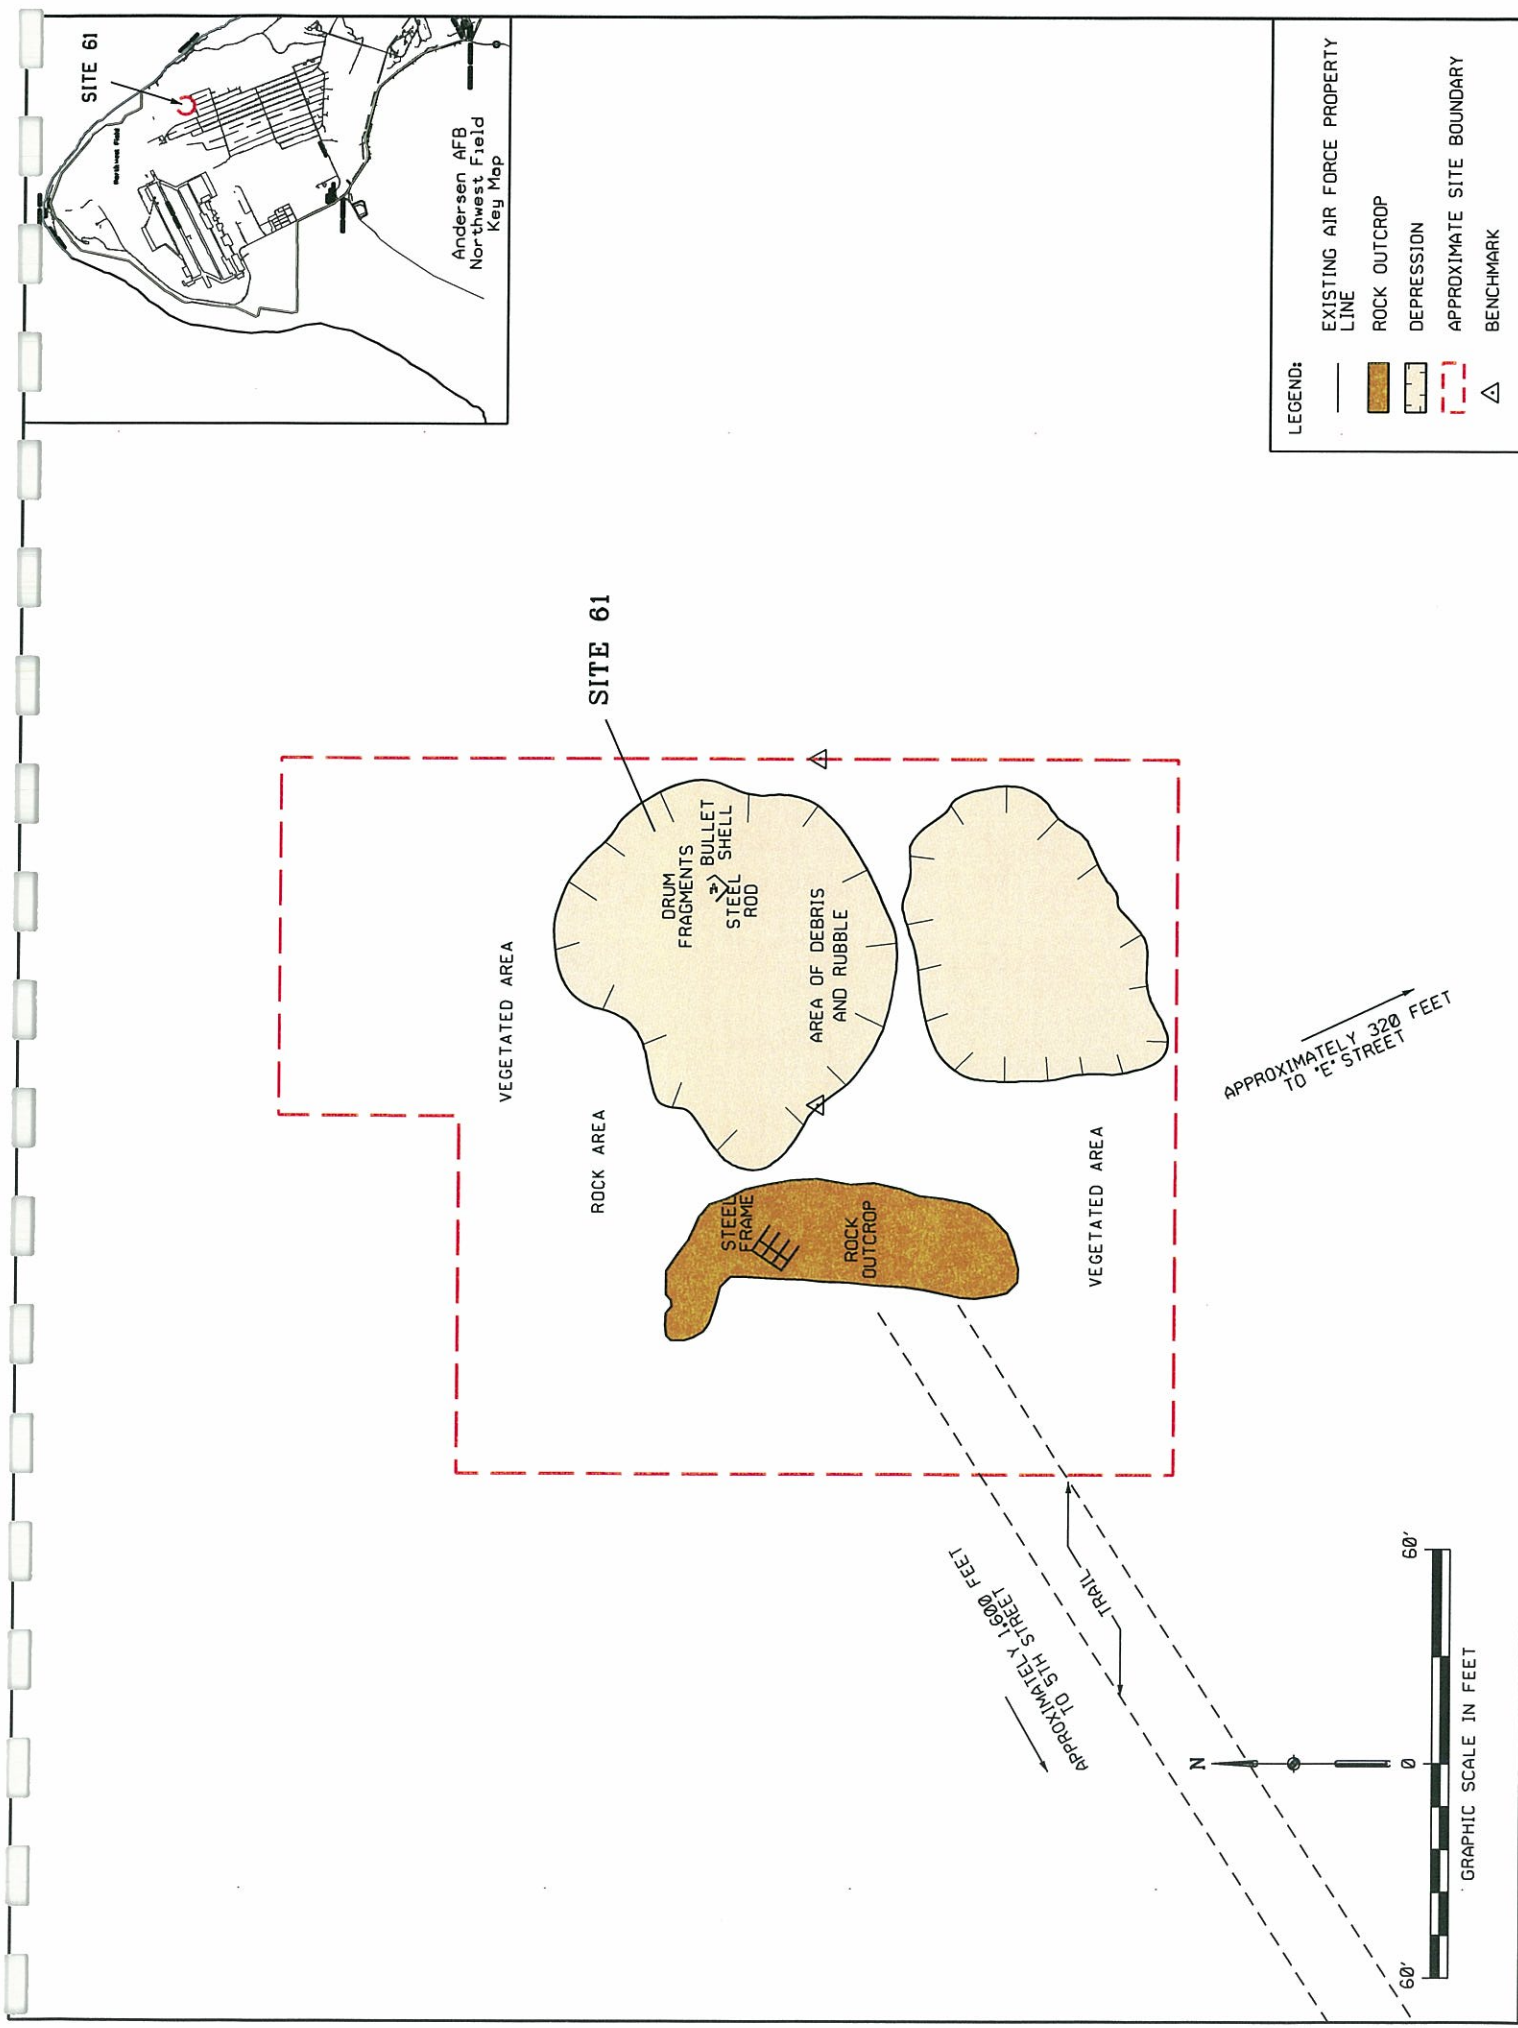 SITE 61
Northwest Field
Andersen AFB
Northwest Field
Key Map
SITE 61
VEGETATED AREA
ROCK AREA
DRUM
FRAGMENTS
BULLET
SHELL
STEEL
ROD
AREA OF DEBRIS
AND RUBBLE
STEEL
FRAME
ROCK
OUTCROP
VEGETATED AREA
APPROXIMATELY 320 FEET
TO "E" STREET
APPROXIMATELY 1,600 FEET
TO 5TH STREET
TRAIL
N
60'
0
60'
GRAPHIC SCALE IN FEET
LEGEND:
EXISTING AIR FORCE PROPERTY
LINE
ROCK OUTCROP
DEPRESSION
APPROXIMATE SITE BOUNDARY
BENCHMARK